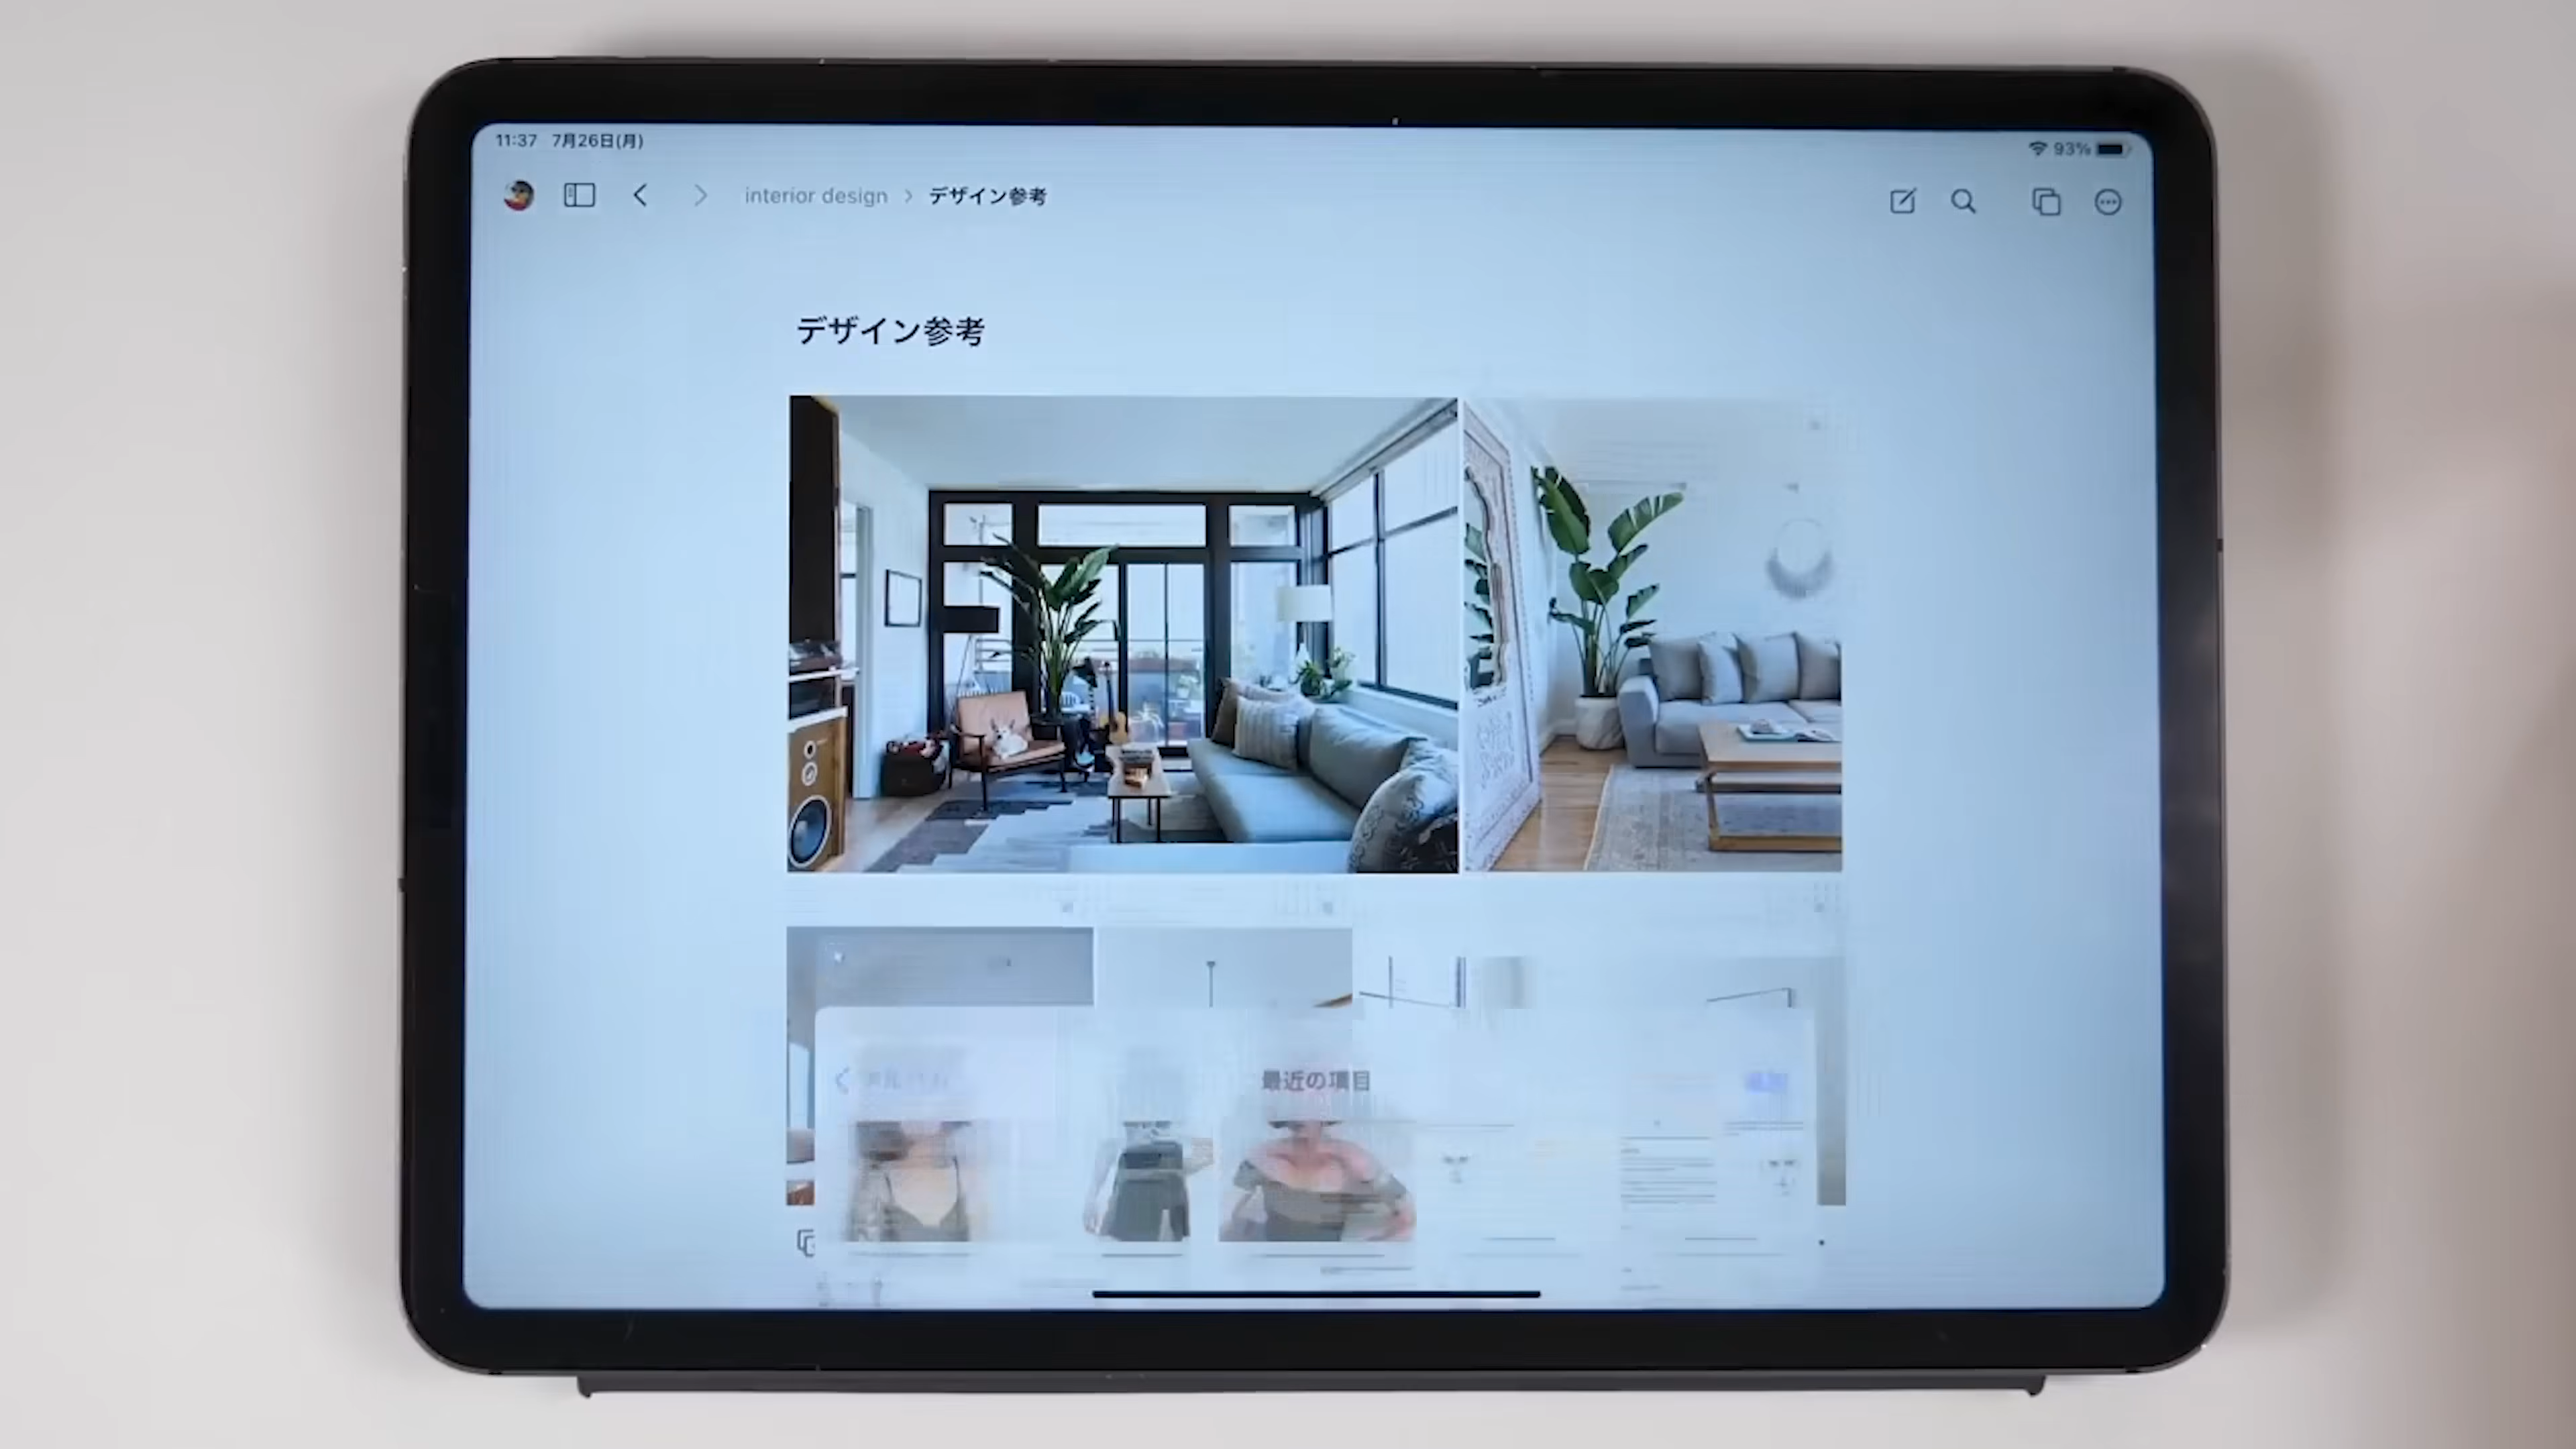 11:37 7月26日(月)
93%
interior design > デザイン参考
デザイン参考
最近の項目